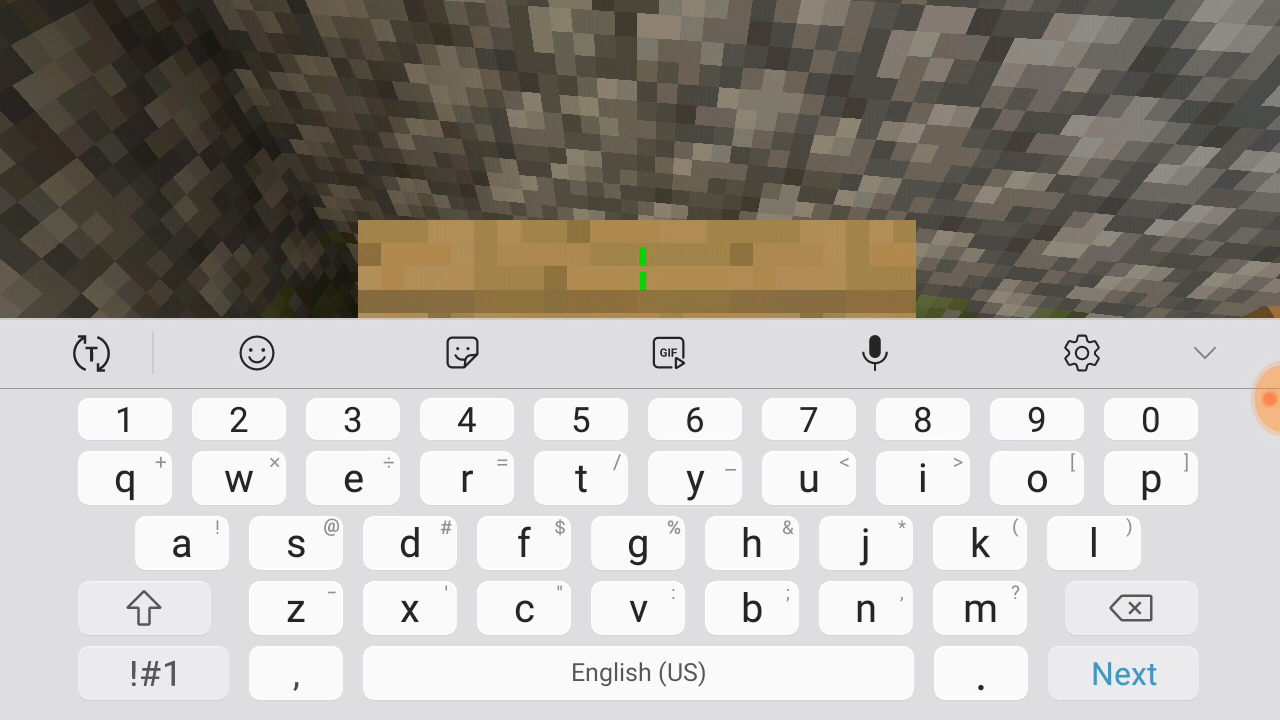 T
GIF
1 2 3 4 5 6 7 8 9 0
q + w × e ÷ r = t / y _ u < i > o [ p ]
a ! s @ d # f $ g % h & j * k ( l )
z - x ' c " v : b ; n , m ?
!#1 , English (US) . Next